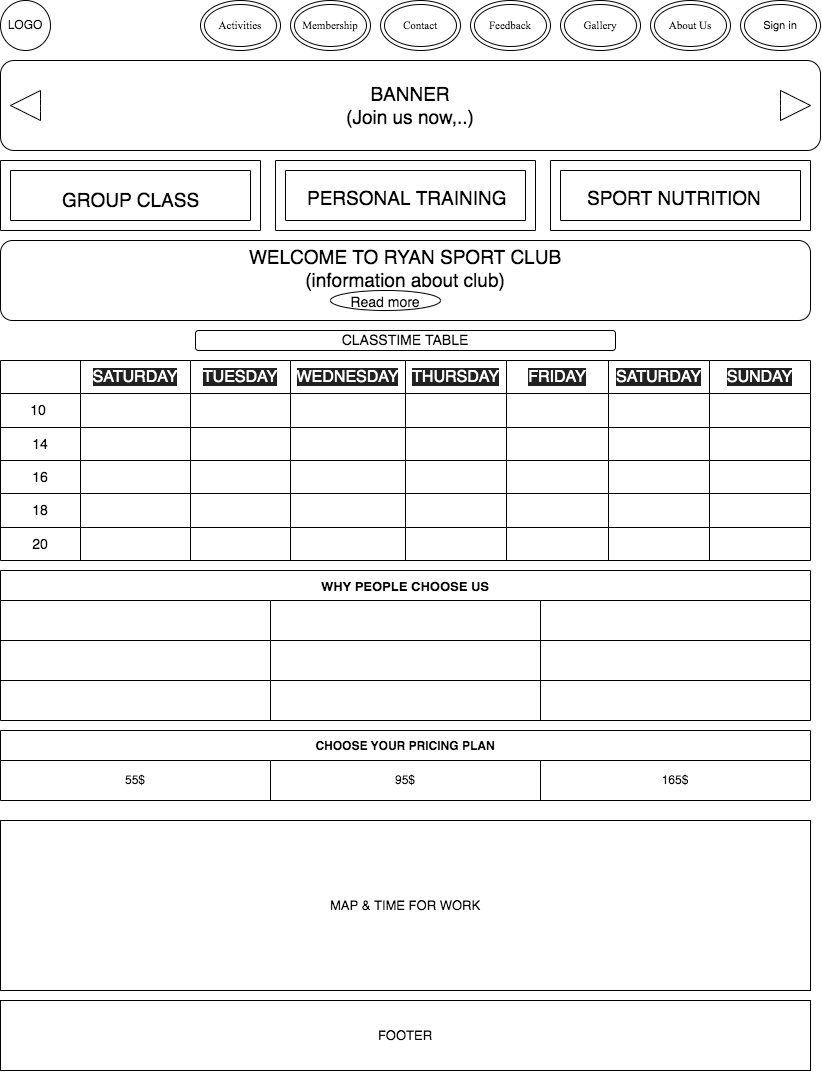 LOGO
Activities
Membership
Contact
Feedback
Gallery
About Us
Sign in
BANNER
(Join us now,..)
GROUP CLASS
PERSONAL TRAINING
SPORT NUTRITION
WELCOME TO RYAN SPORT CLUB
(information about club)
Read more
CLASSTIME TABLE
SATURDAY TUESDAY WEDNESDAY THURSDAY FRIDAY SATURDAY SUNDAY
10
14
16
18
20
WHY PEOPLE CHOOSE US
CHOOSE YOUR PRICING PLAN
55$ 95$ 165$
MAP & TIME FOR WORK
FOOTER